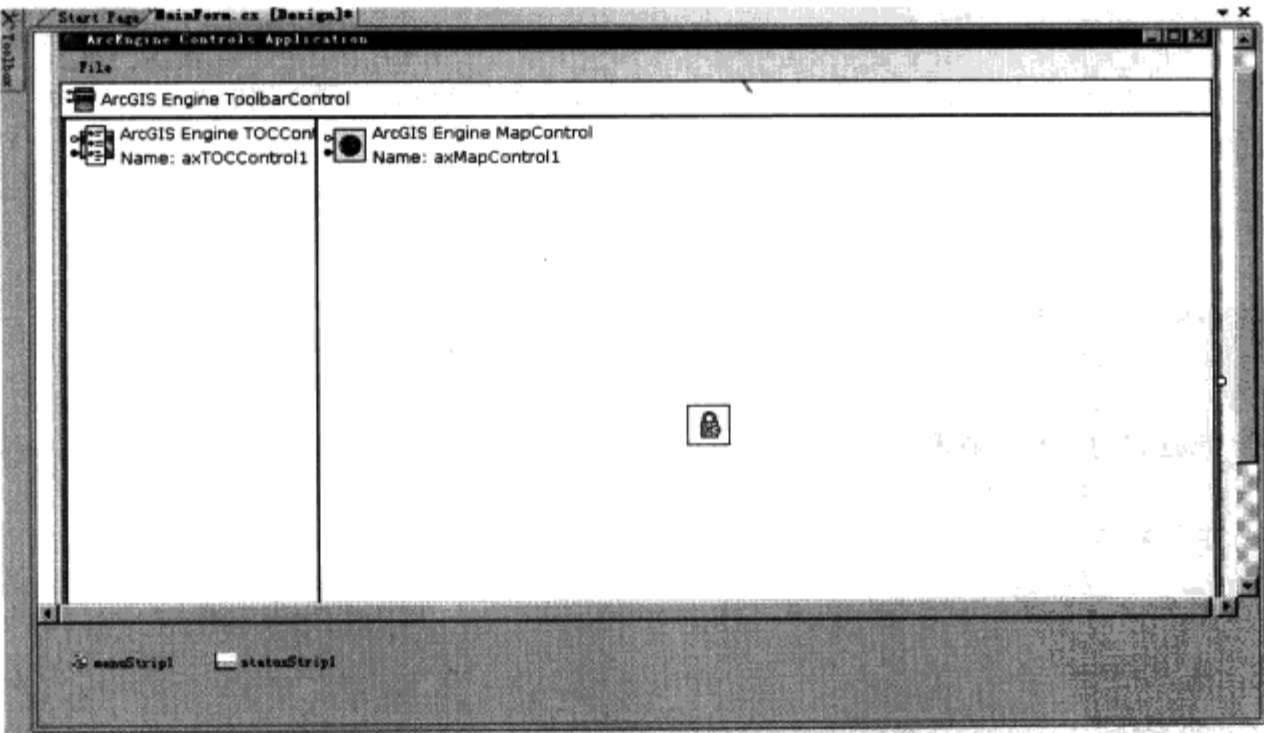 Start Page MainForm.cs [Design]*
Toolbox
ArcEngine Controls Application
File
ArcGIS Engine ToolbarControl
ArcGIS Engine TOCCont
Name: axTOCControl1
ArcGIS Engine MapControl
Name: axMapControl1
menuStrip1 statusStrip1